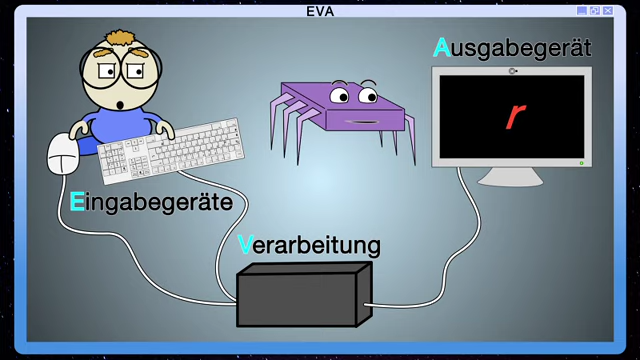 EVA
Ausgabegerät
r
Eingabegeräte
Verarbeitung